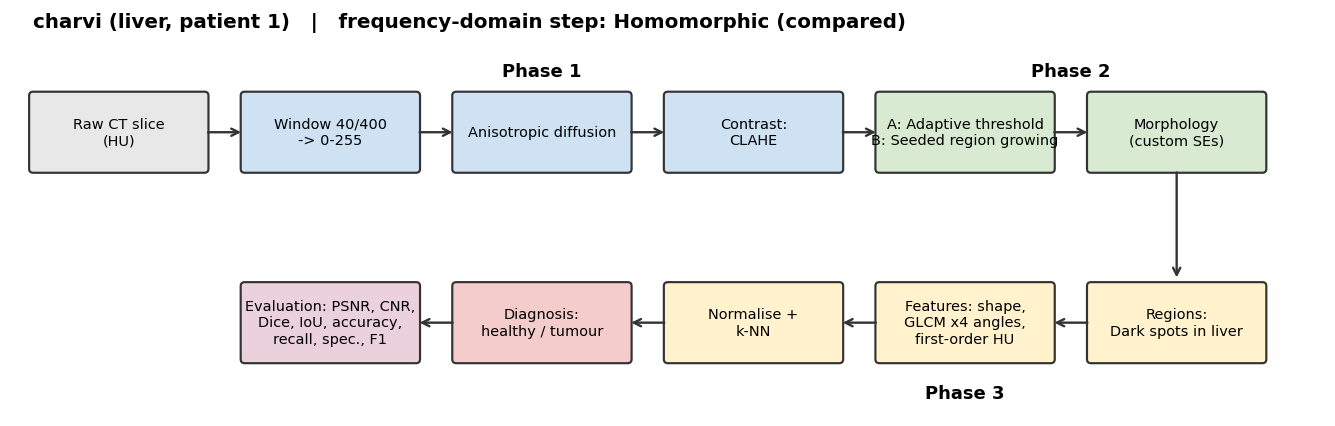 charvi (liver, patient 1)   |   frequency-domain step: Homomorphic (compared)
Phase 1
Phase 2
Raw CT slice
(HU)
Window 40/400
-> 0-255
Anisotropic diffusion
Contrast:
CLAHE
A: Adaptive threshold
B: Seeded region growing
Morphology
(custom SEs)
Regions:
Dark spots in liver
Features: shape,
GLCM x4 angles,
first-order HU
Normalise +
k-NN
Diagnosis:
healthy / tumour
Evaluation: PSNR, CNR,
Dice, IoU, accuracy,
recall, spec., F1
Phase 3